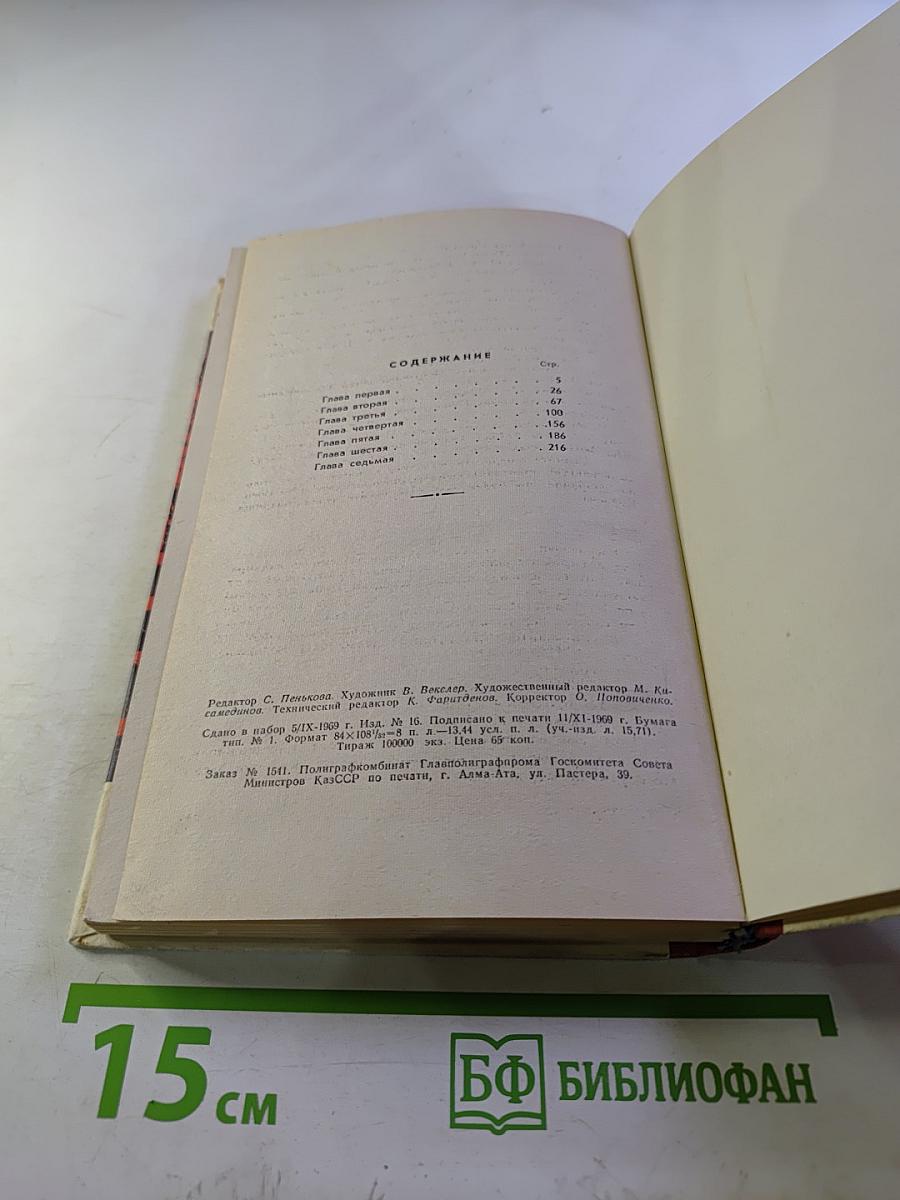 СОДЕРЖАНИЕ
Стр.
Глава первая . . . . . . . . 5
Глава вторая . . . . . . . . 26
Глава третья . . . . . . . . 67
Глава четвертая . . . . . . . 100
Глава пятая . . . . . . . . 156
Глава шестая . . . . . . . . 186
Глава седьмая . . . . . . . 216
Редактор С. Пенькова. Художник В. Векслер. Художественный редактор М. Ки-
самединов. Технический редактор К. Фаритденов. Корректор О. Поповиченко.
Сдано в набор 5/IX-1969 г. Изд. № 16. Подписано к печати 11/XI-1969 г. Бумага
тип. № 1. Формат 84×108¹/₃₂=8 п. л.—13,44 усл. п. л. (уч.-изд. л. 15,71).
Тираж 100000 экз. Цена 65 коп.
Заказ № 1541. Полиграфкомбинат Главполиграфпрома Госкомитета Совета
Министров КазССР по печати, г. Алма-Ата, ул. Пастера, 39.
15 см
БФ БИБЛИОФАН